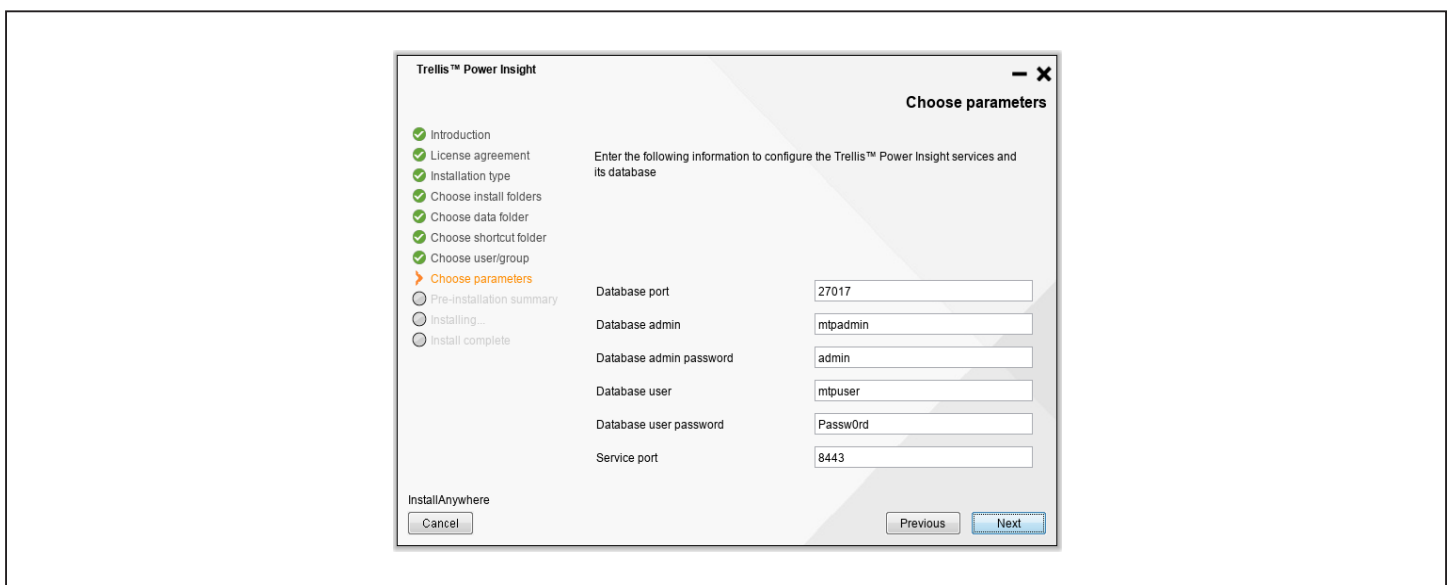 Trellis™ Power Insight
Choose parameters
Introduction
License agreement
Installation type
Choose install folders
Choose data folder
Choose shortcut folder
Choose user/group
Choose parameters
Pre-installation summary
Installing...
Install complete
Enter the following information to configure the Trellis™ Power Insight services and
its database
Database port 27017
Database admin mtpadmin
Database admin password admin
Database user mtpuser
Database user password Passw0rd
Service port 8443
InstallAnywhere
Cancel Previous Next